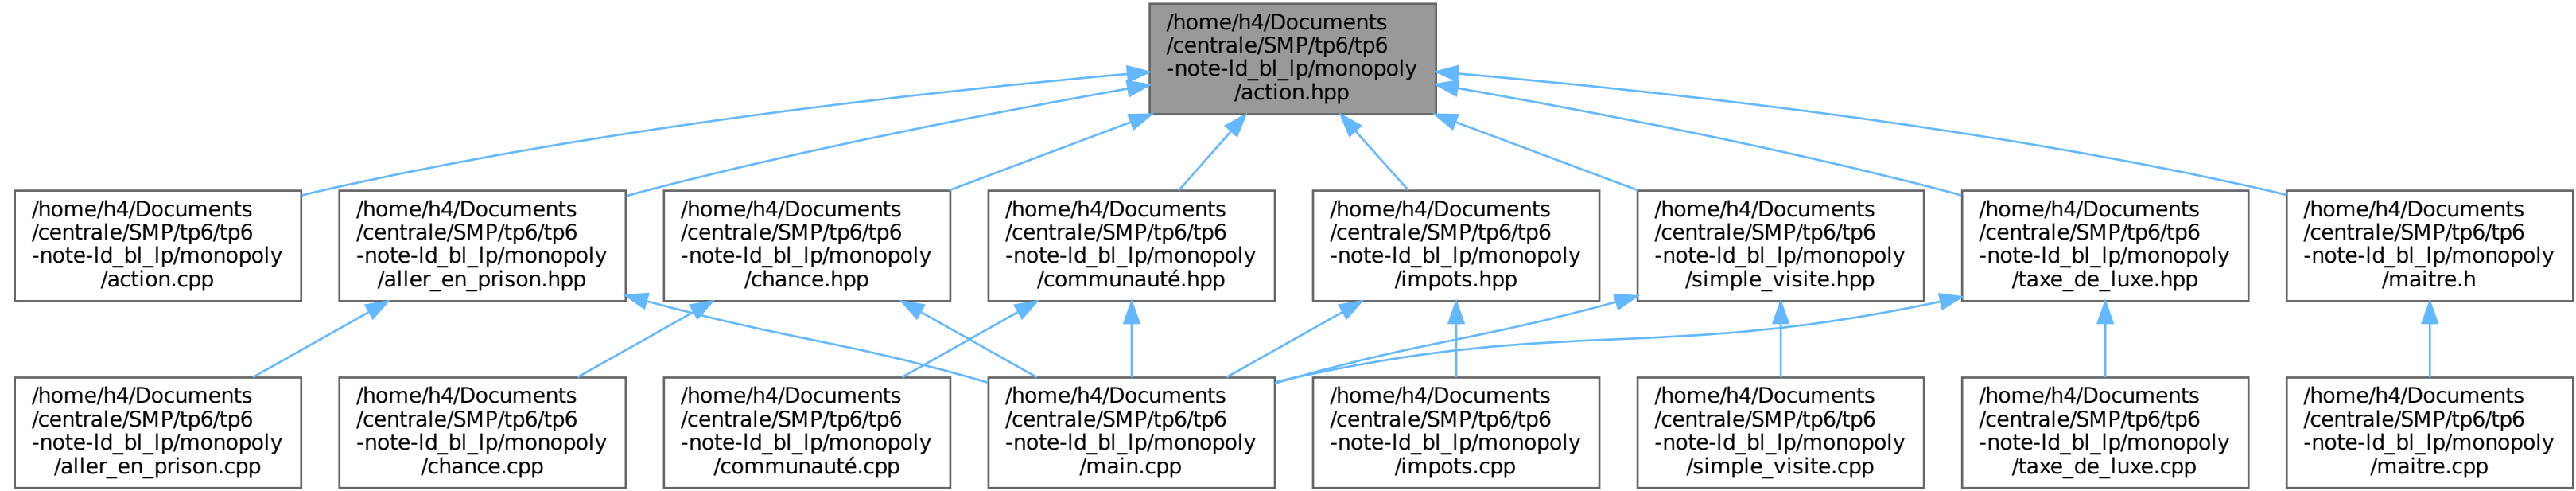 /home/h4/Documents
/centrale/SMP/tp6/tp6
-note-ld_bl_lp/monopoly
/action.hpp
/home/h4/Documents
/centrale/SMP/tp6/tp6
-note-ld_bl_lp/monopoly
/action.cpp
/home/h4/Documents
/centrale/SMP/tp6/tp6
-note-ld_bl_lp/monopoly
/aller_en_prison.hpp
/home/h4/Documents
/centrale/SMP/tp6/tp6
-note-ld_bl_lp/monopoly
/chance.hpp
/home/h4/Documents
/centrale/SMP/tp6/tp6
-note-ld_bl_lp/monopoly
/communauté.hpp
/home/h4/Documents
/centrale/SMP/tp6/tp6
-note-ld_bl_lp/monopoly
/impots.hpp
/home/h4/Documents
/centrale/SMP/tp6/tp6
-note-ld_bl_lp/monopoly
/simple_visite.hpp
/home/h4/Documents
/centrale/SMP/tp6/tp6
-note-ld_bl_lp/monopoly
/taxe_de_luxe.hpp
/home/h4/Documents
/centrale/SMP/tp6/tp6
-note-ld_bl_lp/monopoly
/maitre.h
/home/h4/Documents
/centrale/SMP/tp6/tp6
-note-ld_bl_lp/monopoly
/aller_en_prison.cpp
/home/h4/Documents
/centrale/SMP/tp6/tp6
-note-ld_bl_lp/monopoly
/chance.cpp
/home/h4/Documents
/centrale/SMP/tp6/tp6
-note-ld_bl_lp/monopoly
/communauté.cpp
/home/h4/Documents
/centrale/SMP/tp6/tp6
-note-ld_bl_lp/monopoly
/main.cpp
/home/h4/Documents
/centrale/SMP/tp6/tp6
-note-ld_bl_lp/monopoly
/impots.cpp
/home/h4/Documents
/centrale/SMP/tp6/tp6
-note-ld_bl_lp/monopoly
/simple_visite.cpp
/home/h4/Documents
/centrale/SMP/tp6/tp6
-note-ld_bl_lp/monopoly
/taxe_de_luxe.cpp
/home/h4/Documents
/centrale/SMP/tp6/tp6
-note-ld_bl_lp/monopoly
/maitre.cpp